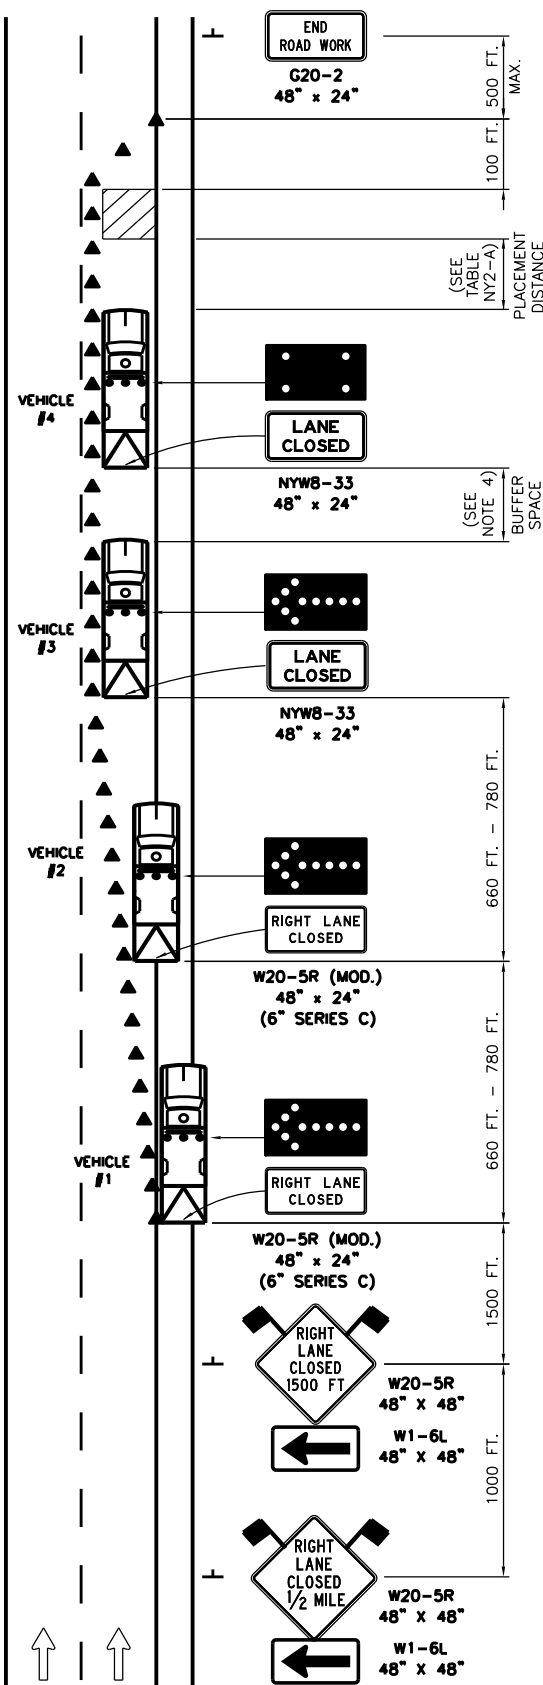 END
ROAD WORK
G20-2
48" x 24"
500 FT.
MAX.
100 FT.
(SEE
TABLE
NY2-A)
PLACEMENT
DISTANCE
VEHICLE
#4
LANE
CLOSED
NYW8-33
48" x 24"
(SEE
NOTE 4)
BUFFER
SPACE
VEHICLE
#3
LANE
CLOSED
NYW8-33
48" x 24"
660 FT. - 780 FT.
VEHICLE
#2
RIGHT LANE
CLOSED
W20-5R (MOD.)
48" x 24"
(6" SERIES C)
660 FT. - 780 FT.
VEHICLE
#1
RIGHT LANE
CLOSED
W20-5R (MOD.)
48" x 24"
(6" SERIES C)
1500 FT.
RIGHT
LANE
CLOSED
1500 FT
W20-5R
48" X 48"
W1-6L
48" X 48"
1000 FT.
RIGHT
LANE
CLOSED
1/2 MILE
W20-5R
48" X 48"
W1-6L
48" X 48"